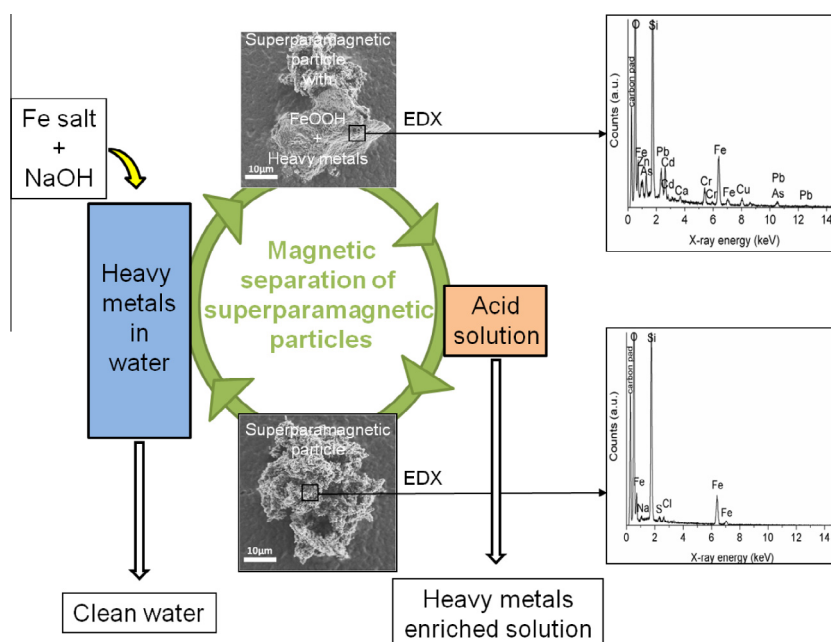 Superparamagnetic
particle
with
FeOOH
+
Heavy metals
10µm
EDX
Fe salt
+
NaOH
Heavy
metals
in
water
Magnetic
separation of
superparamagnetic
particles
Acid
solution
Superparamagnetic
particle
10µm
EDX
Clean water
Heavy metals
enriched solution
Counts (a.u.)
carbon pad
O
Si
Fe
Zn
As
Pb
Cd
Cd
Ca
Cr
Fe
Cr
Fe
Cu
Pb
As
Pb
0 2 4 6 8 10 12 14
X-ray energy (keV)
Counts (a.u.)
carbon pad
O
Si
Fe
Na
S
Cl
Fe
Fe
0 2 4 6 8 10 12 14
X-ray energy (keV)